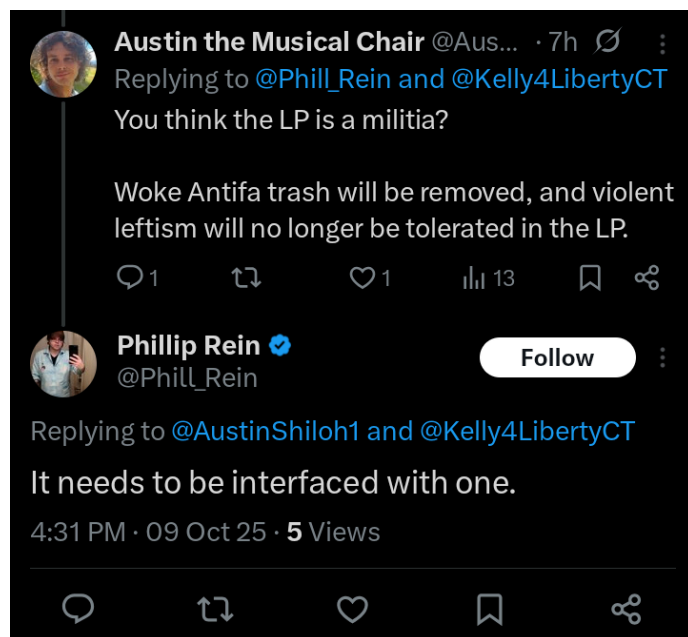 Austin the Musical Chair @Aus... · 7h
Replying to @Phill_Rein and @Kelly4LibertyCT
You think the LP is a militia?
Woke Antifa trash will be removed, and violent
leftism will no longer be tolerated in the LP.
1 1 13
Phillip Rein
Follow
@Phill_Rein
Replying to @AustinShiloh1 and @Kelly4LibertyCT
It needs to be interfaced with one.
4:31 PM · 09 Oct 25 · 5 Views